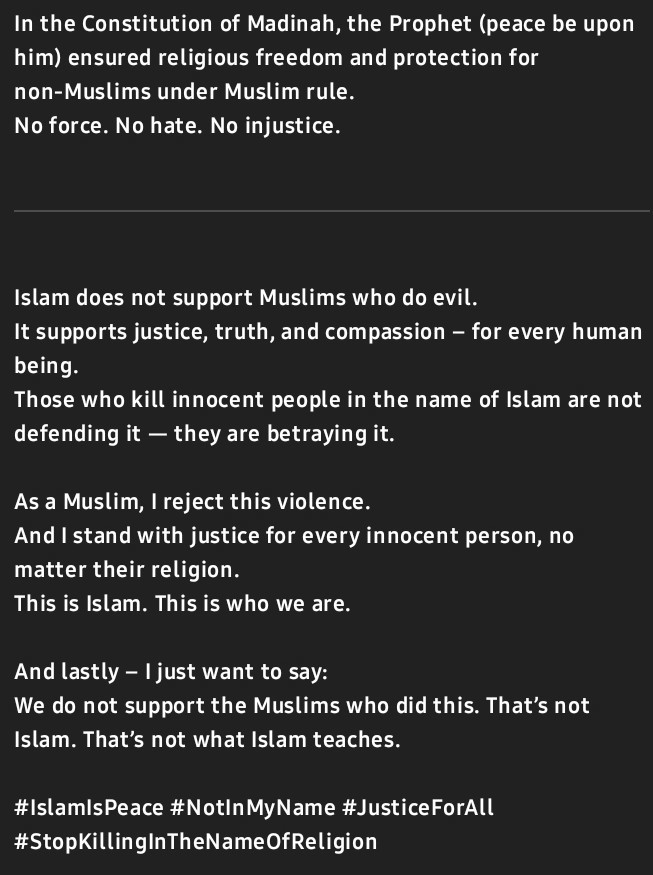 In the Constitution of Madinah, the Prophet (peace be upon
him) ensured religious freedom and protection for
non-Muslims under Muslim rule.
No force. No hate. No injustice.
Islam does not support Muslims who do evil.
It supports justice, truth, and compassion – for every human
being.
Those who kill innocent people in the name of Islam are not
defending it — they are betraying it.
As a Muslim, I reject this violence.
And I stand with justice for every innocent person, no
matter their religion.
This is Islam. This is who we are.
And lastly – I just want to say:
We do not support the Muslims who did this. That’s not
Islam. That’s not what Islam teaches.
#IslamIsPeace #NotInMyName #JusticeForAll
#StopKillingInTheNameOfReligion